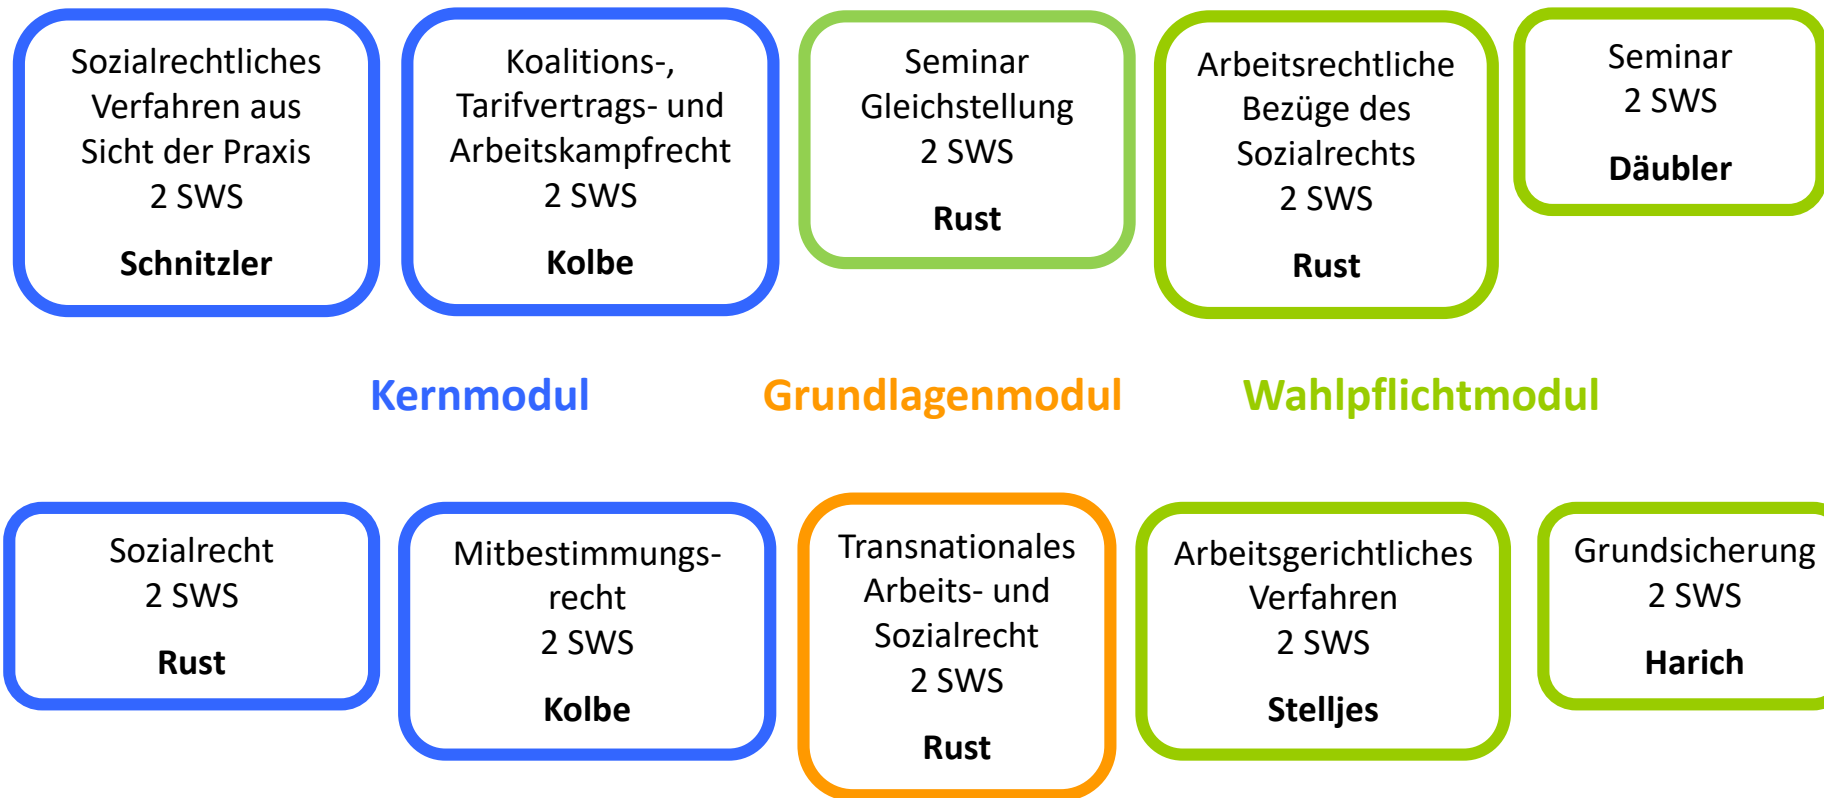 Sozialrechtliches
Verfahren aus
Sicht der Praxis
2 SWS
Schnitzler
Koalitions-,
Tarifvertrags- und
Arbeitskampfrecht
2 SWS
Kolbe
Seminar
Gleichstellung
2 SWS
Rust
Arbeitsrechtliche
Bezüge des
Sozialrechts
2 SWS
Rust
Seminar
2 SWS
Däubler
Kernmodul
Grundlagenmodul
Wahlpflichtmodul
Sozialrecht
2 SWS
Rust
Mitbestimmungs-
recht
2 SWS
Kolbe
Transnationales
Arbeits- und
Sozialrecht
2 SWS
Rust
Arbeitsgerichtliches
Verfahren
2 SWS
Stelljes
Grundsicherung
2 SWS
Harich